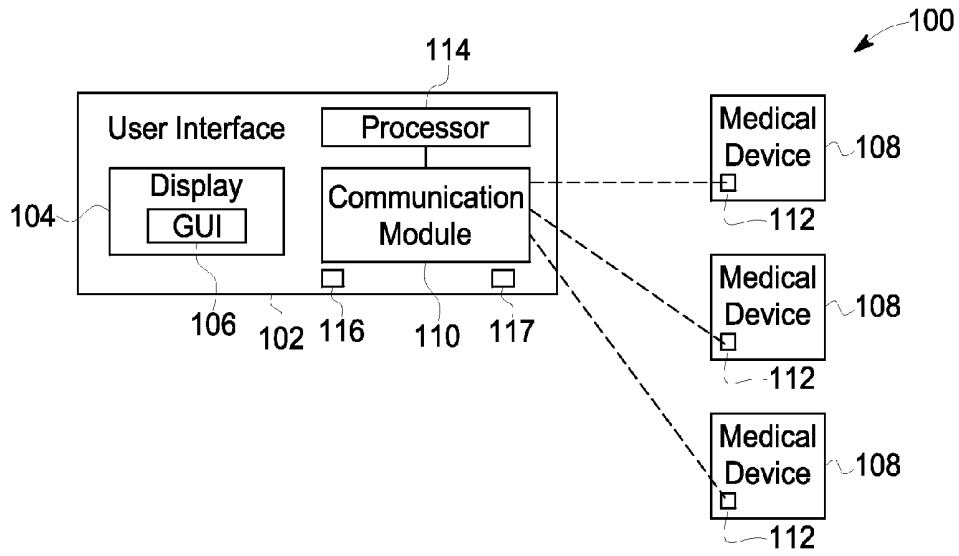 100
114
User Interface
Processor
Medical
Device
108
Display
GUI
104
Communication
Module
112
106
102
116
110
117
Medical
Device
108
112
Medical
Device
108
112